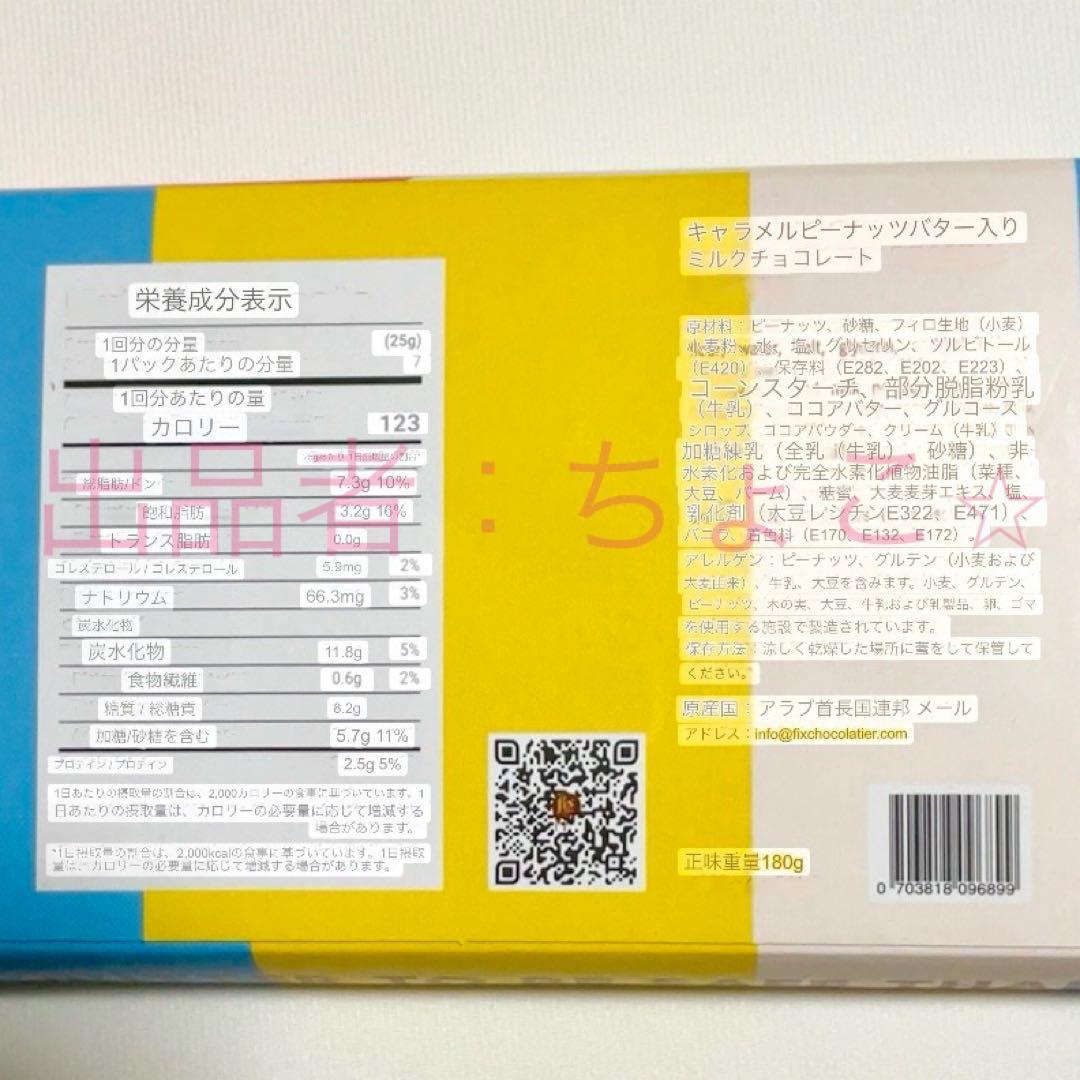 栄養成分表示
1回分の分量 (25g)
1パックあたりの分量 7
1回分あたりの量
カロリー 123
総脂肪/ドン 7.3g 10%
飽和脂肪 3.2g 16%
トランス脂肪 0.0g
コレステロール/コレステロール 5.9mg 2%
ナトリウム 66.3mg 3%
炭水化物
炭水化物 11.8g 5%
食物繊維 0.6g 2%
糖質/総糖質 8.2g
加糖/砂糖を含む 5.7g 11%
プロテイン/プロテイン 2.5g 5%
1日あたりの摂取量の割合は、2,000カロリーの食事に基づいています。1
日あたりの摂取量は、カロリーの必要量に応じて増減する
場合があります。
*1日摂取量の割合は、2,000kcalの食事に基づいています。1日摂取
量は、カロリーの必要量に応じて増減する場合があります。
キャラメルピーナッツバター入り
ミルクチョコレート
原材料：ピーナッツ、砂糖、フィロ生地（小麦）
小麦粉、水、塩、グリセリン、ソルビトール
（E420）、保存料（E282、E202、E223）、
コーンスターチ、部分脱脂粉乳
（牛乳）、ココアバター、グルコース
シロップ、ココアパウダー、クリーム（牛乳）
加糖練乳（全乳（牛乳）、砂糖）、非
水素化および完全水素化植物油脂（菜種、
大豆、パーム）、糖蜜、大麦麦芽エキス、塩、
乳化剤（大豆レシチンE322、E471）、
バニラ、着色料（E170、E132、E172）。
アレルゲン：ピーナッツ、グルテン（小麦および
大麦由来）、牛乳、大豆を含みます。小麦、グルテン、
ピーナッツ、木の実、大豆、牛乳および乳製品、卵、ゴマ
を使用する施設で製造されています。
保存方法：涼しく乾燥した場所に蓋をして保管して
ください。
原産国：アラブ首長国連邦 メール
アドレス：info@fixchocolatier.com
正味重量180g
0 703818 096899
出品者：ちょこ☆